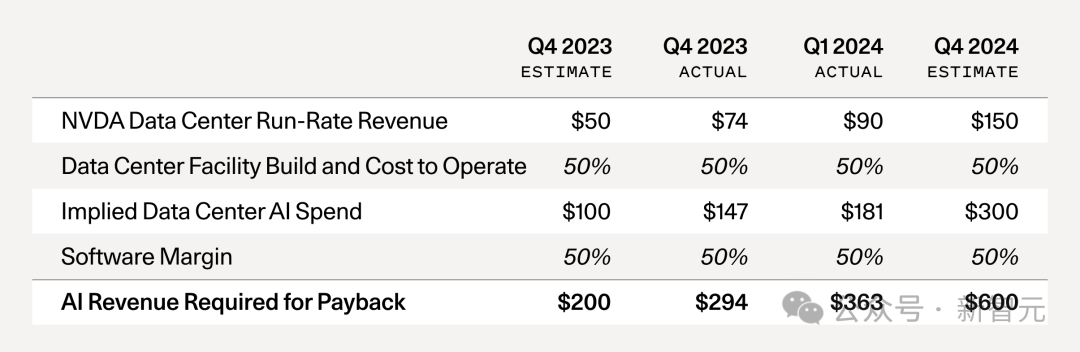 Q4 2023 Q4 2023 Q1 2024 Q4 2024
ESTIMATE ACTUAL ACTUAL ESTIMATE
NVDA Data Center Run-Rate Revenue $50 $74 $90 $150
Data Center Facility Build and Cost to Operate 50% 50% 50% 50%
Implied Data Center AI Spend $100 $147 $181 $300
Software Margin 50% 50% 50% 50%
AI Revenue Required for Payback $200 $294 $363 $600
公众号 · 新智元